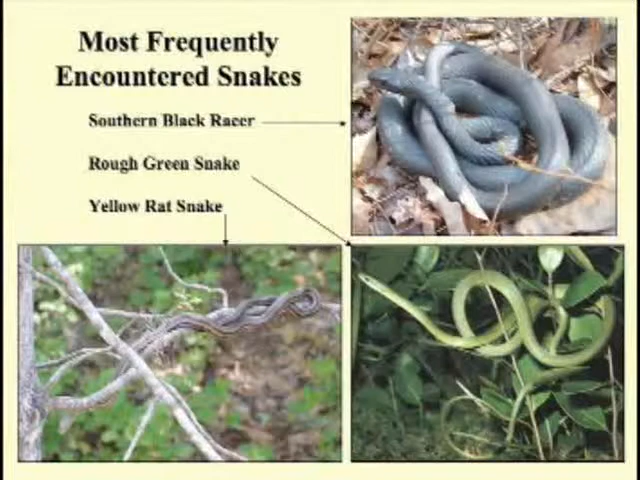 Most Frequently
Encountered Snakes
Southern Black Racer
Rough Green Snake
Yellow Rat Snake